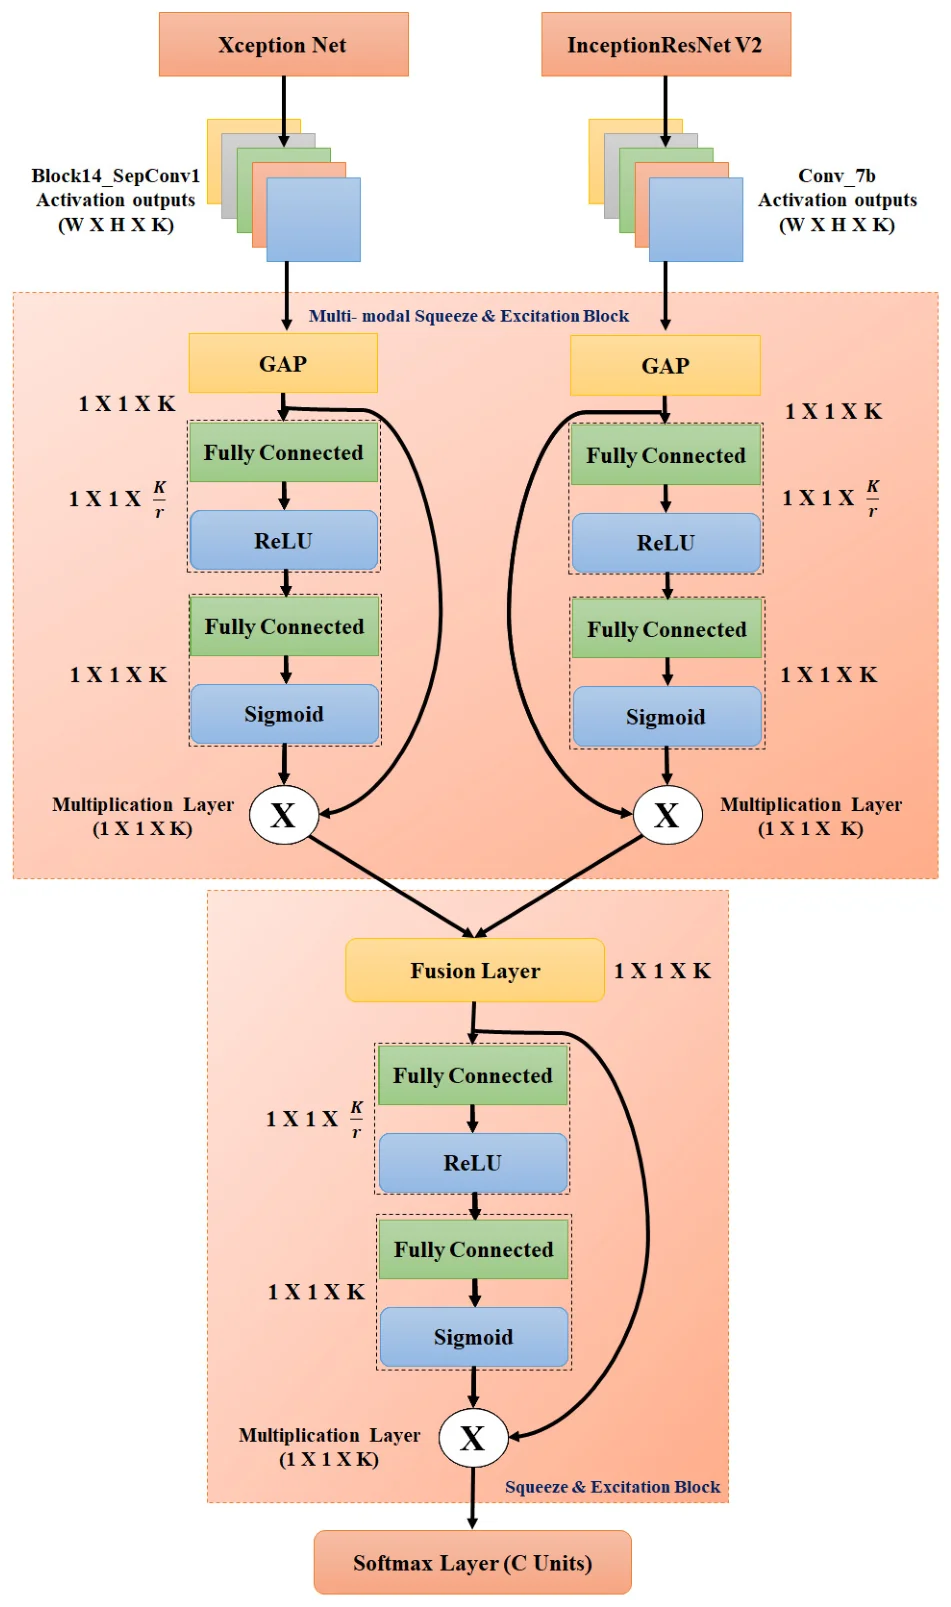 Xception Net
InceptionResNet V2
Block14_SepConv1
Activation outputs
(W X H X K)
Conv_7b
Activation outputs
(W X H X K)
Multi- modal Squeeze & Excitation Block
GAP
GAP
1 X 1 X K
1 X 1 X K
Fully Connected
Fully Connected
1 X 1 X K/r
1 X 1 X K/r
ReLU
ReLU
Fully Connected
Fully Connected
1 X 1 X K
1 X 1 X K
Sigmoid
Sigmoid
Multiplication Layer
(1 X 1 X K)
X
X
Multiplication Layer
(1 X 1 X K)
Fusion Layer
1 X 1 X K
Fully Connected
1 X 1 X K/r
ReLU
Fully Connected
1 X 1 X K
Sigmoid
Multiplication Layer
(1 X 1 X K)
X
Squeeze & Excitation Block
Softmax Layer (C Units)